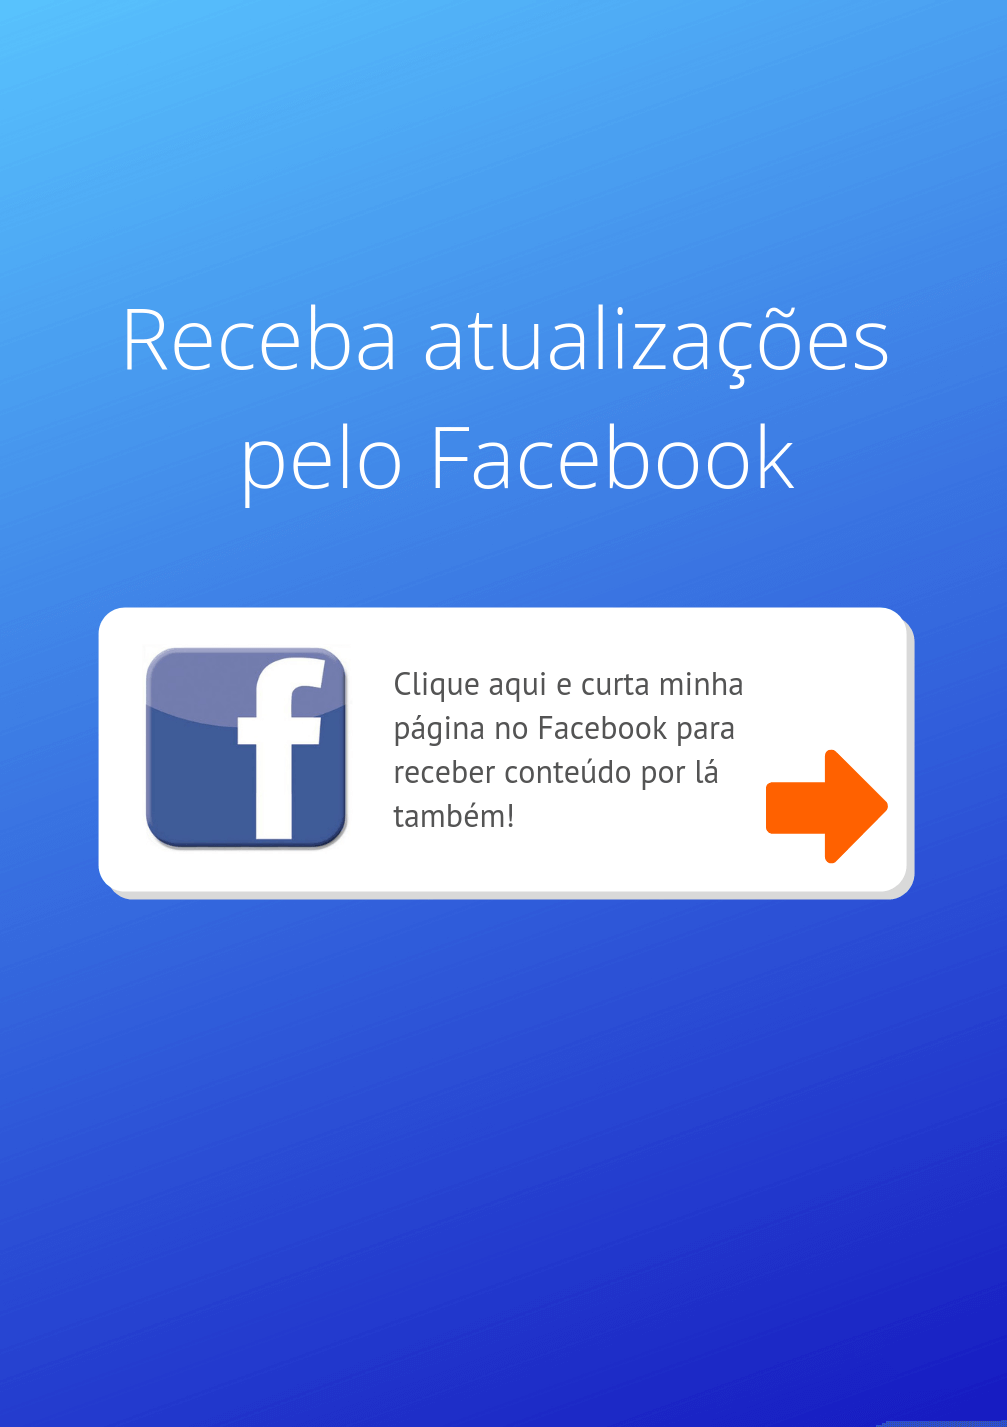 Receba atualizações
pelo Facebook
f
Clique aqui e curta minha
página no Facebook para
receber conteúdo por lá
também!